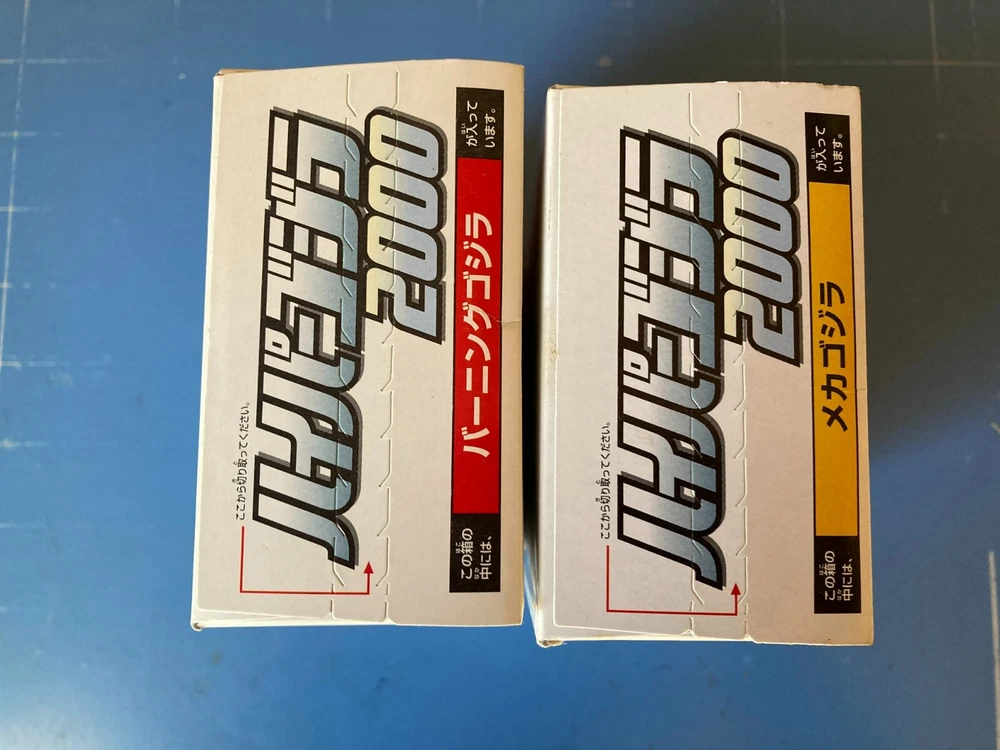 ここから切り取ってください。
ハイパーゴジラ
2000
この箱の
中には、
バーニングゴジラ
が入って
います。
ここから切り取ってください。
ハイパーゴジラ
2000
この箱の
中には、
メカゴジラ
が入って
います。